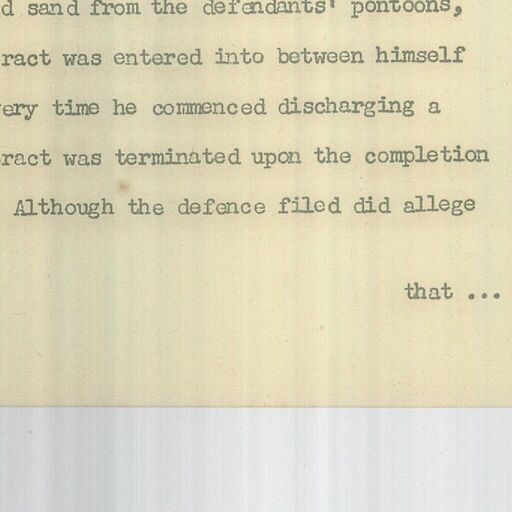 d sand from the defendants' pontoons,
ract was entered into between himself
ery time he commenced discharging a
ract was terminated upon the completion
Although the defence filed did allege
that ...